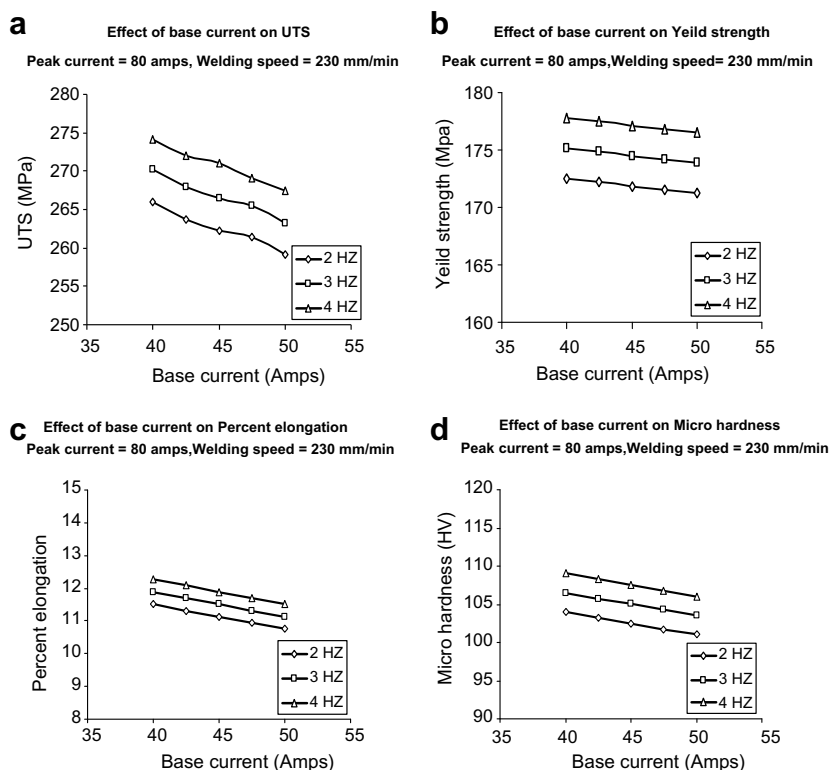 a
Effect of base current on UTS
Peak current = 80 amps, Welding speed = 230 mm/min
280
275
270
265
260
255
250
UTS (MPa)
2 HZ
3 HZ
4 HZ
35 40 45 50 55
Base current (Amps)
b
Effect of base current on Yeild strength
Peak current = 80 amps, Welding speed= 230 mm/min
180
175
170
165
160
Yeild strength (Mpa)
2 HZ
3 HZ
4 HZ
35 40 45 50 55
Base current (Amps)
c
Effect of base current on Percent elongation
Peak current = 80 amps,Welding speed = 230 mm/min
15
14
13
12
11
10
9
8
Percent elongation
2 HZ
3 HZ
4 HZ
35 40 45 50 55
Base current (Amps)
d
Effect of base current on Micro hardness
Peak current = 80 amps,Welding speed = 230 mm/min
120
115
110
105
100
95
90
Micro hardness (HV)
2 HZ
3 HZ
4 HZ
35 40 45 50 55
Base current (Amps)